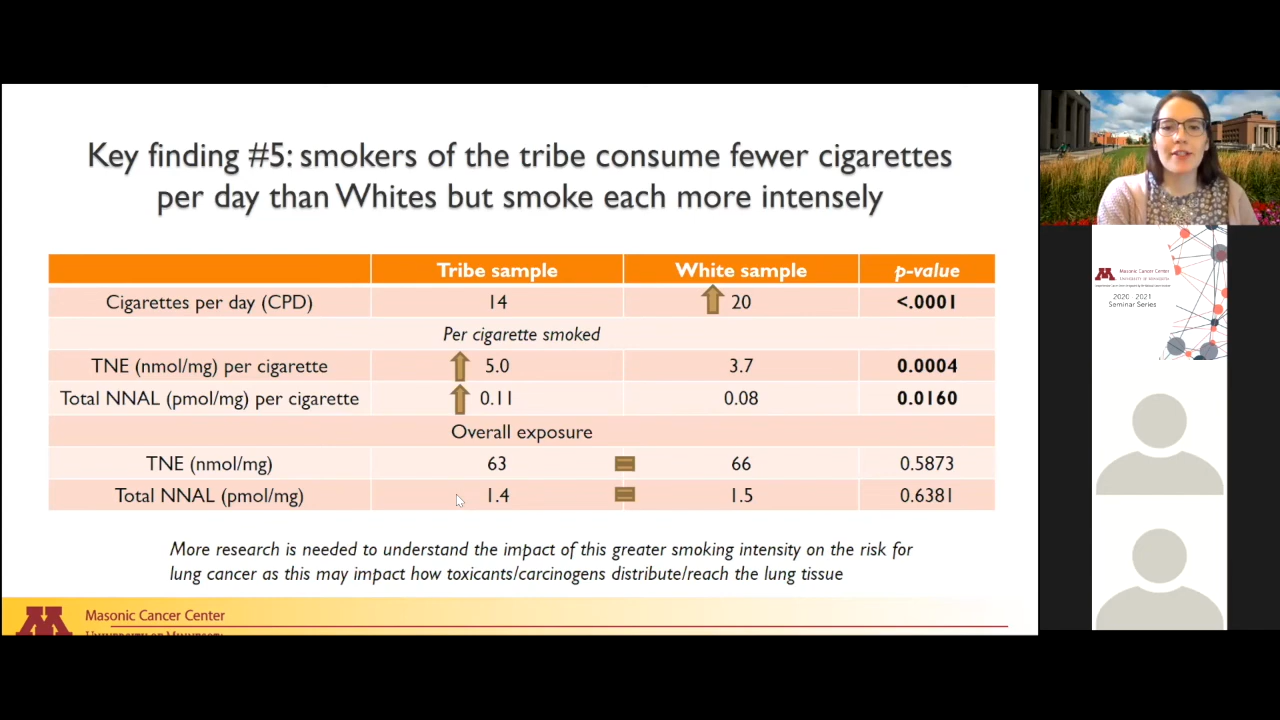 Key finding #5: smokers of the tribe consume fewer cigarettes
per day than Whites but smoke each more intensely
Tribe sample White sample p-value
Cigarettes per day (CPD) 14 20 <.0001
Per cigarette smoked
TNE (nmol/mg) per cigarette 5.0 3.7 0.0004
Total NNAL (pmol/mg) per cigarette 0.11 0.08 0.0160
Overall exposure
TNE (nmol/mg) 63 = 66 0.5873
Total NNAL (pmol/mg) 1.4 = 1.5 0.6381
More research is needed to understand the impact of this greater smoking intensity on the risk for
lung cancer as this may impact how toxicants/carcinogens distribute/reach the lung tissue
Masonic Cancer Center
University of Minnesota
Masonic Cancer Center
University of Minnesota
2020 2021
Seminar Series